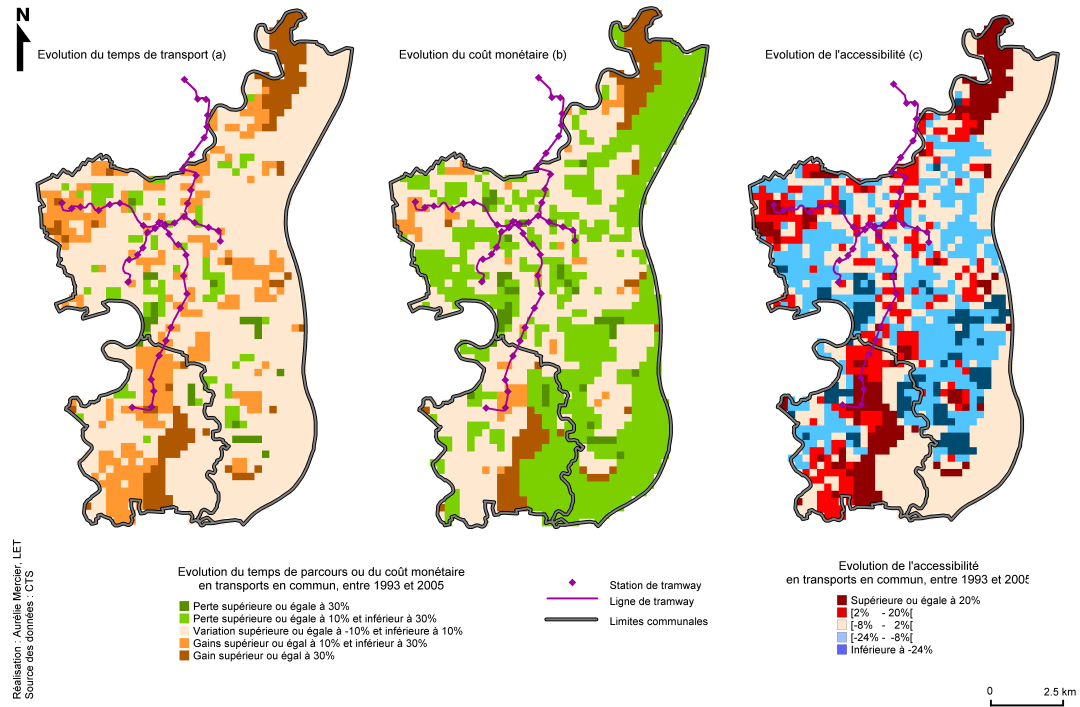 N
Evolution du temps de transport (a)
Evolution du coût monétaire (b)
Evolution de l'accessibilité (c)
Réalisation : Aurélie Mercier, LET
Source des données : CTS
Evolution du temps de parcours ou du coût monétaire
en transports en commun, entre 1993 et 2005
Perte supérieure ou égale à 30%
Perte supérieure ou égale à 10% et inférieur à 30%
Variation supérieure ou égale à -10% et inférieure à 10%
Gains supérieur ou égal à 10% et inférieur à 30%
Gain supérieur ou égal à 30%
Station de tramway
Ligne de tramway
Limites communales
Evolution de l'accessibilité
en transports en commun, entre 1993 et 2005
Supérieure ou égale à 20%
[2% - 20%[
[-8% - 2%[
[-24% - -8%[
Inférieure à -24%
0 2.5 km